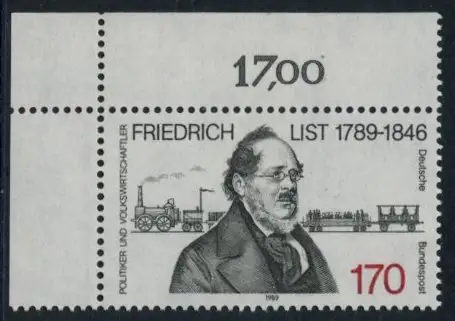 17,00
FRIEDRICH LIST 1789-1846
POLITIKER UND VOLKSWIRTSCHAFTLER
Deutsche Bundespost
170
1989